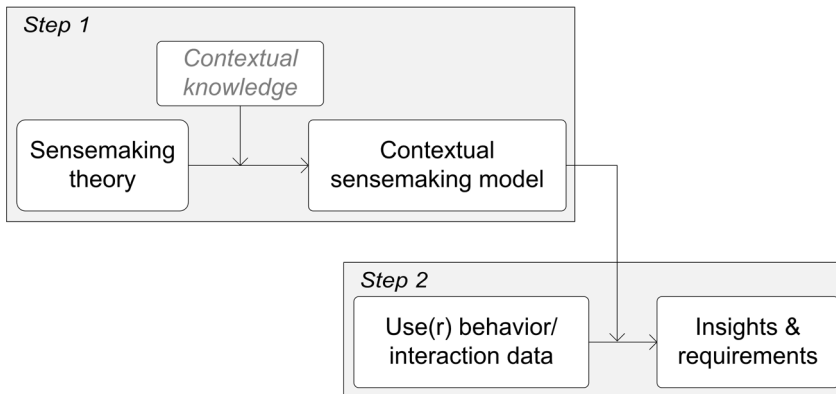 Step 1
Contextual
knowledge
Sensemaking
theory
Contextual
sensemaking model
Step 2
Use(r) behavior/
interaction data
Insights &
requirements